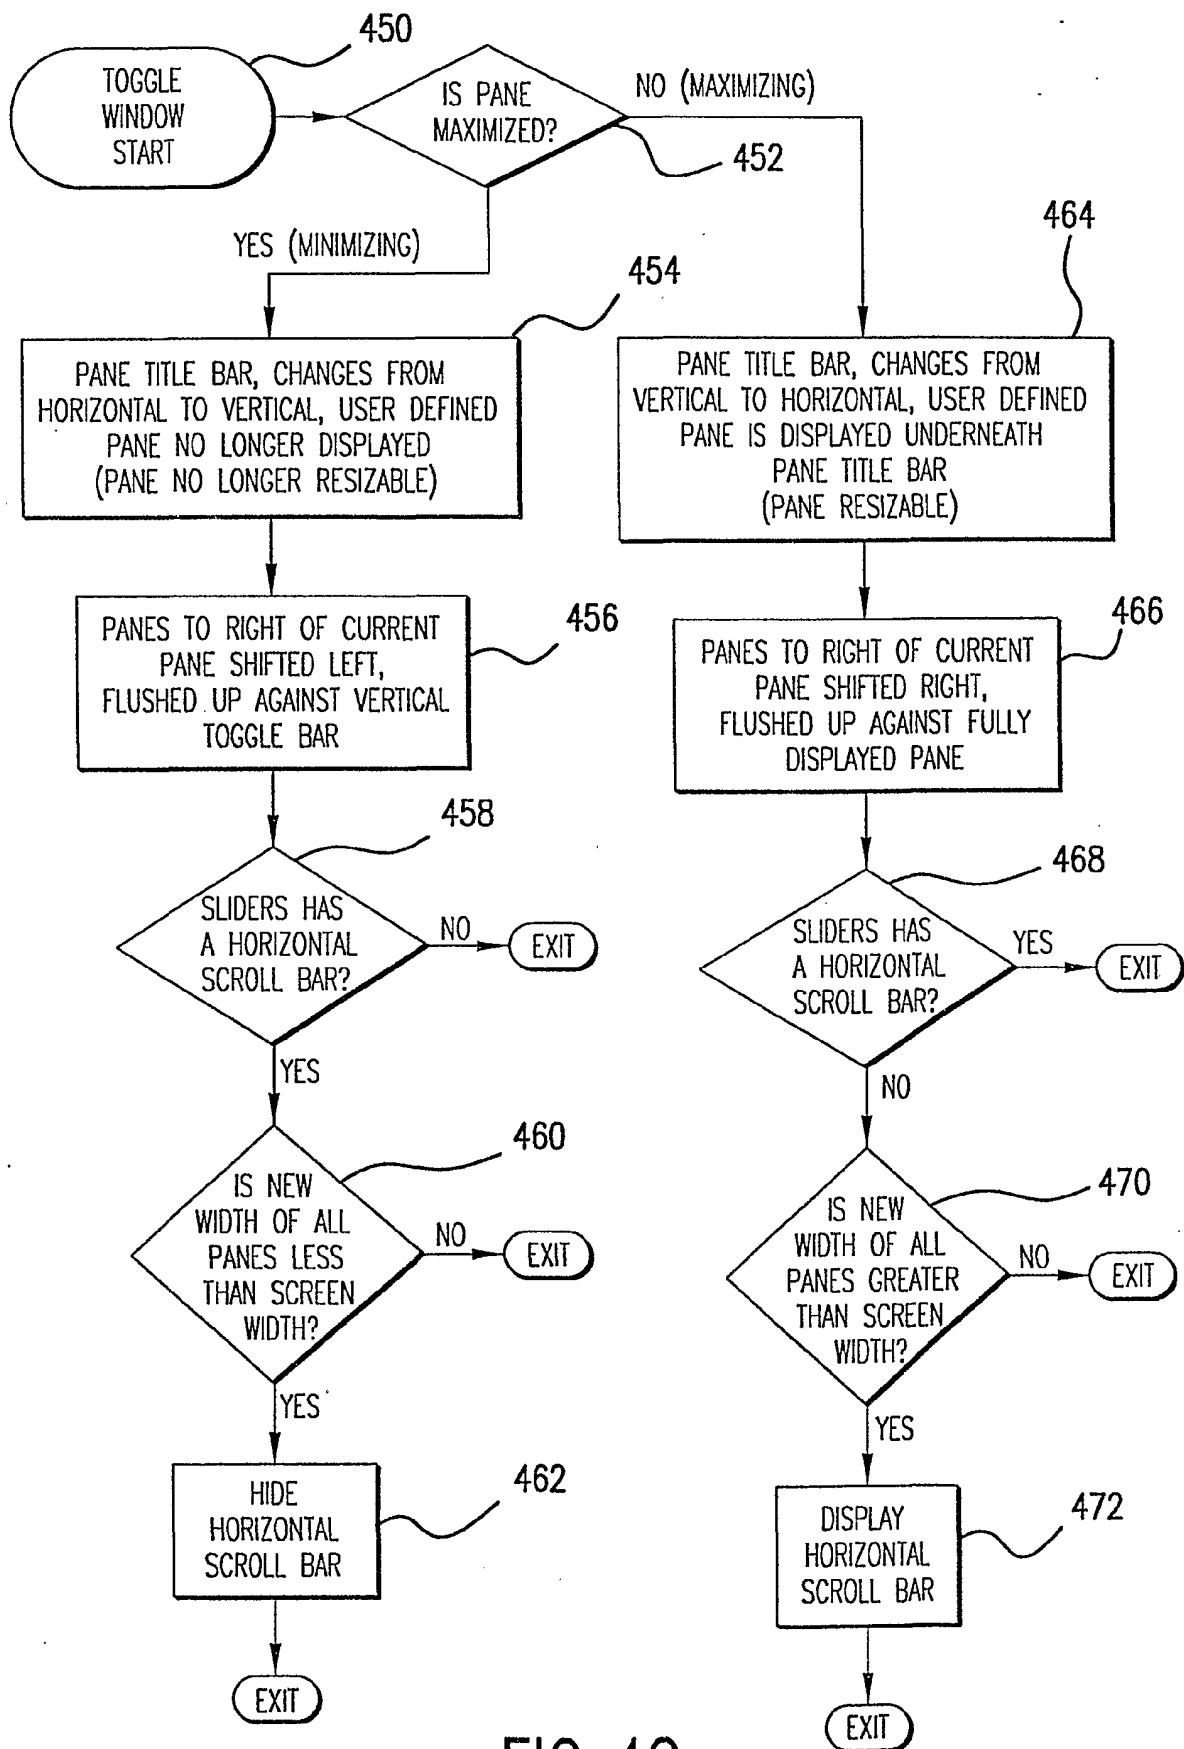 450
TOGGLE
WINDOW
START
IS PANE
MAXIMIZED?
NO (MAXIMIZING)
452
YES (MINIMIZING)
454
PANE TITLE BAR, CHANGES FROM
HORIZONTAL TO VERTICAL, USER DEFINED
PANE NO LONGER DISPLAYED
(PANE NO LONGER RESIZABLE)
464
PANE TITLE BAR, CHANGES FROM
VERTICAL TO HORIZONTAL, USER DEFINED
PANE IS DISPLAYED UNDERNEATH
PANE TITLE BAR
(PANE RESIZABLE)
456
PANES TO RIGHT OF CURRENT
PANE SHIFTED LEFT,
FLUSHED UP AGAINST VERTICAL
TOGGLE BAR
466
PANES TO RIGHT OF CURRENT
PANE SHIFTED RIGHT,
FLUSHED UP AGAINST FULLY
DISPLAYED PANE
458
SLIDERS HAS
A HORIZONTAL
SCROLL BAR?
NO
EXIT
YES
468
SLIDERS HAS
A HORIZONTAL
SCROLL BAR?
YES
EXIT
NO
460
IS NEW
WIDTH OF ALL
PANES LESS
THAN SCREEN
WIDTH?
NO
EXIT
YES
470
IS NEW
WIDTH OF ALL
PANES GREATER
THAN SCREEN
WIDTH?
NO
EXIT
YES
462
HIDE
HORIZONTAL
SCROLL BAR
EXIT
472
DISPLAY
HORIZONTAL
SCROLL BAR
EXIT